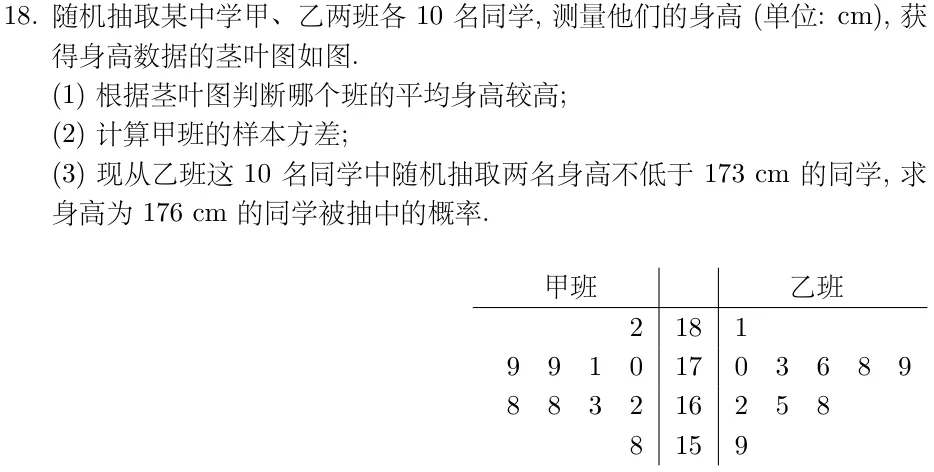 18. 随机抽取某中学甲、乙两班各 10 名同学, 测量他们的身高 (单位: cm), 获
得身高数据的茎叶图如图.
(1) 根据茎叶图判断哪个班的平均身高较高;
(2) 计算甲班的样本方差;
(3) 现从乙班这 10 名同学中随机抽取两名身高不低于 173 cm 的同学, 求
身高为 176 cm 的同学被抽中的概率.
甲班 乙班
2 18 1
9 9 1 0 17 0 3 6 8 9
8 8 3 2 16 2 5 8
8 15 9